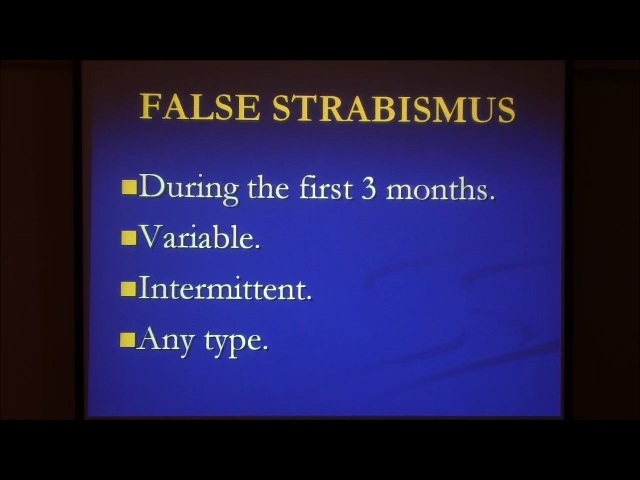 FALSE STRABISMUS
During the first 3 months.
Variable.
Intermittent.
Any type.